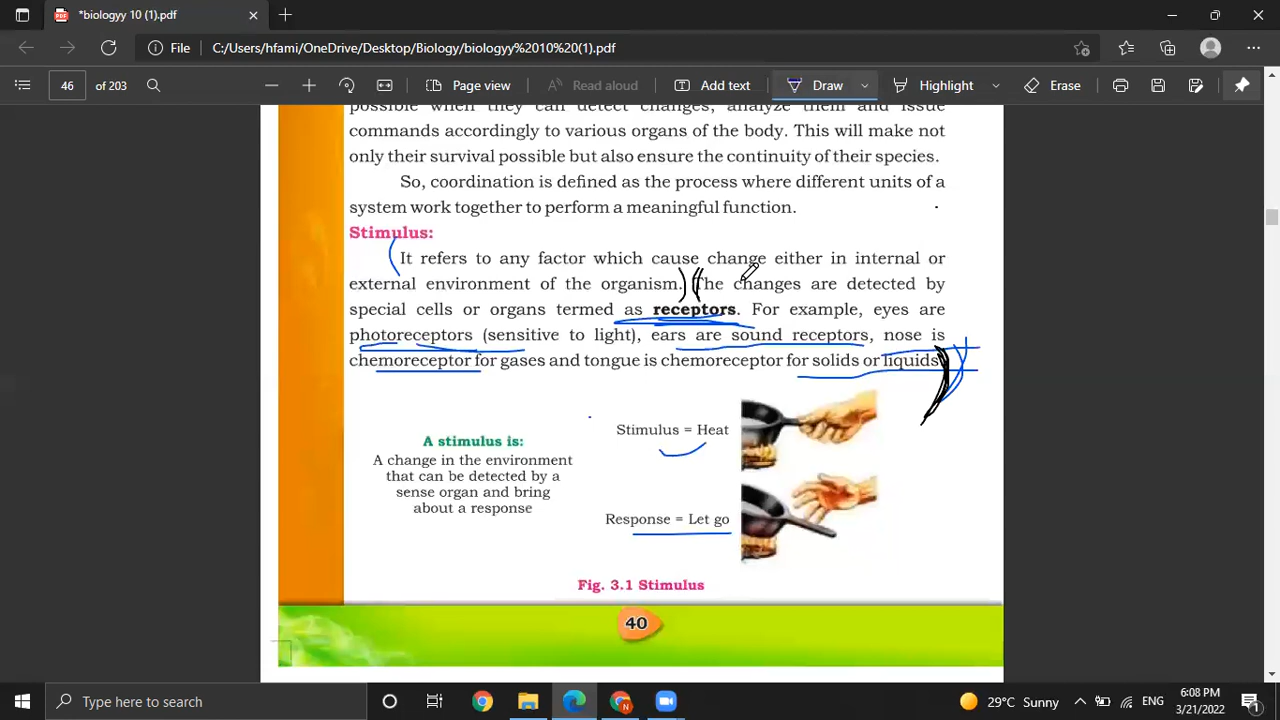 *biologyy 10 (1).pdf
File C:/Users/hfami/OneDrive/Desktop/Biology/biologyy%2010%20(1).pdf
46 of 203 Page view Read aloud Add text Draw Highlight Erase
possible when they can detect changes, analyze them and issue
commands accordingly to various organs of the body. This will make not
only their survival possible but also ensure the continuity of their species.
So, coordination is defined as the process where different units of a
system work together to perform a meaningful function.
Stimulus:
It refers to any factor which cause change either in internal or
external environment of the organism. The changes are detected by
special cells or organs termed as receptors. For example, eyes are
photoreceptors (sensitive to light), ears are sound receptors, nose is
chemoreceptor for gases and tongue is chemoreceptor for solids or liquids
Stimulus = Heat
A stimulus is:
A change in the environment
that can be detected by a
sense organ and bring
about a response
Response = Let go
Fig. 3.1 Stimulus
40
Type here to search
29°C Sunny
ENG
6:08 PM
3/21/2022